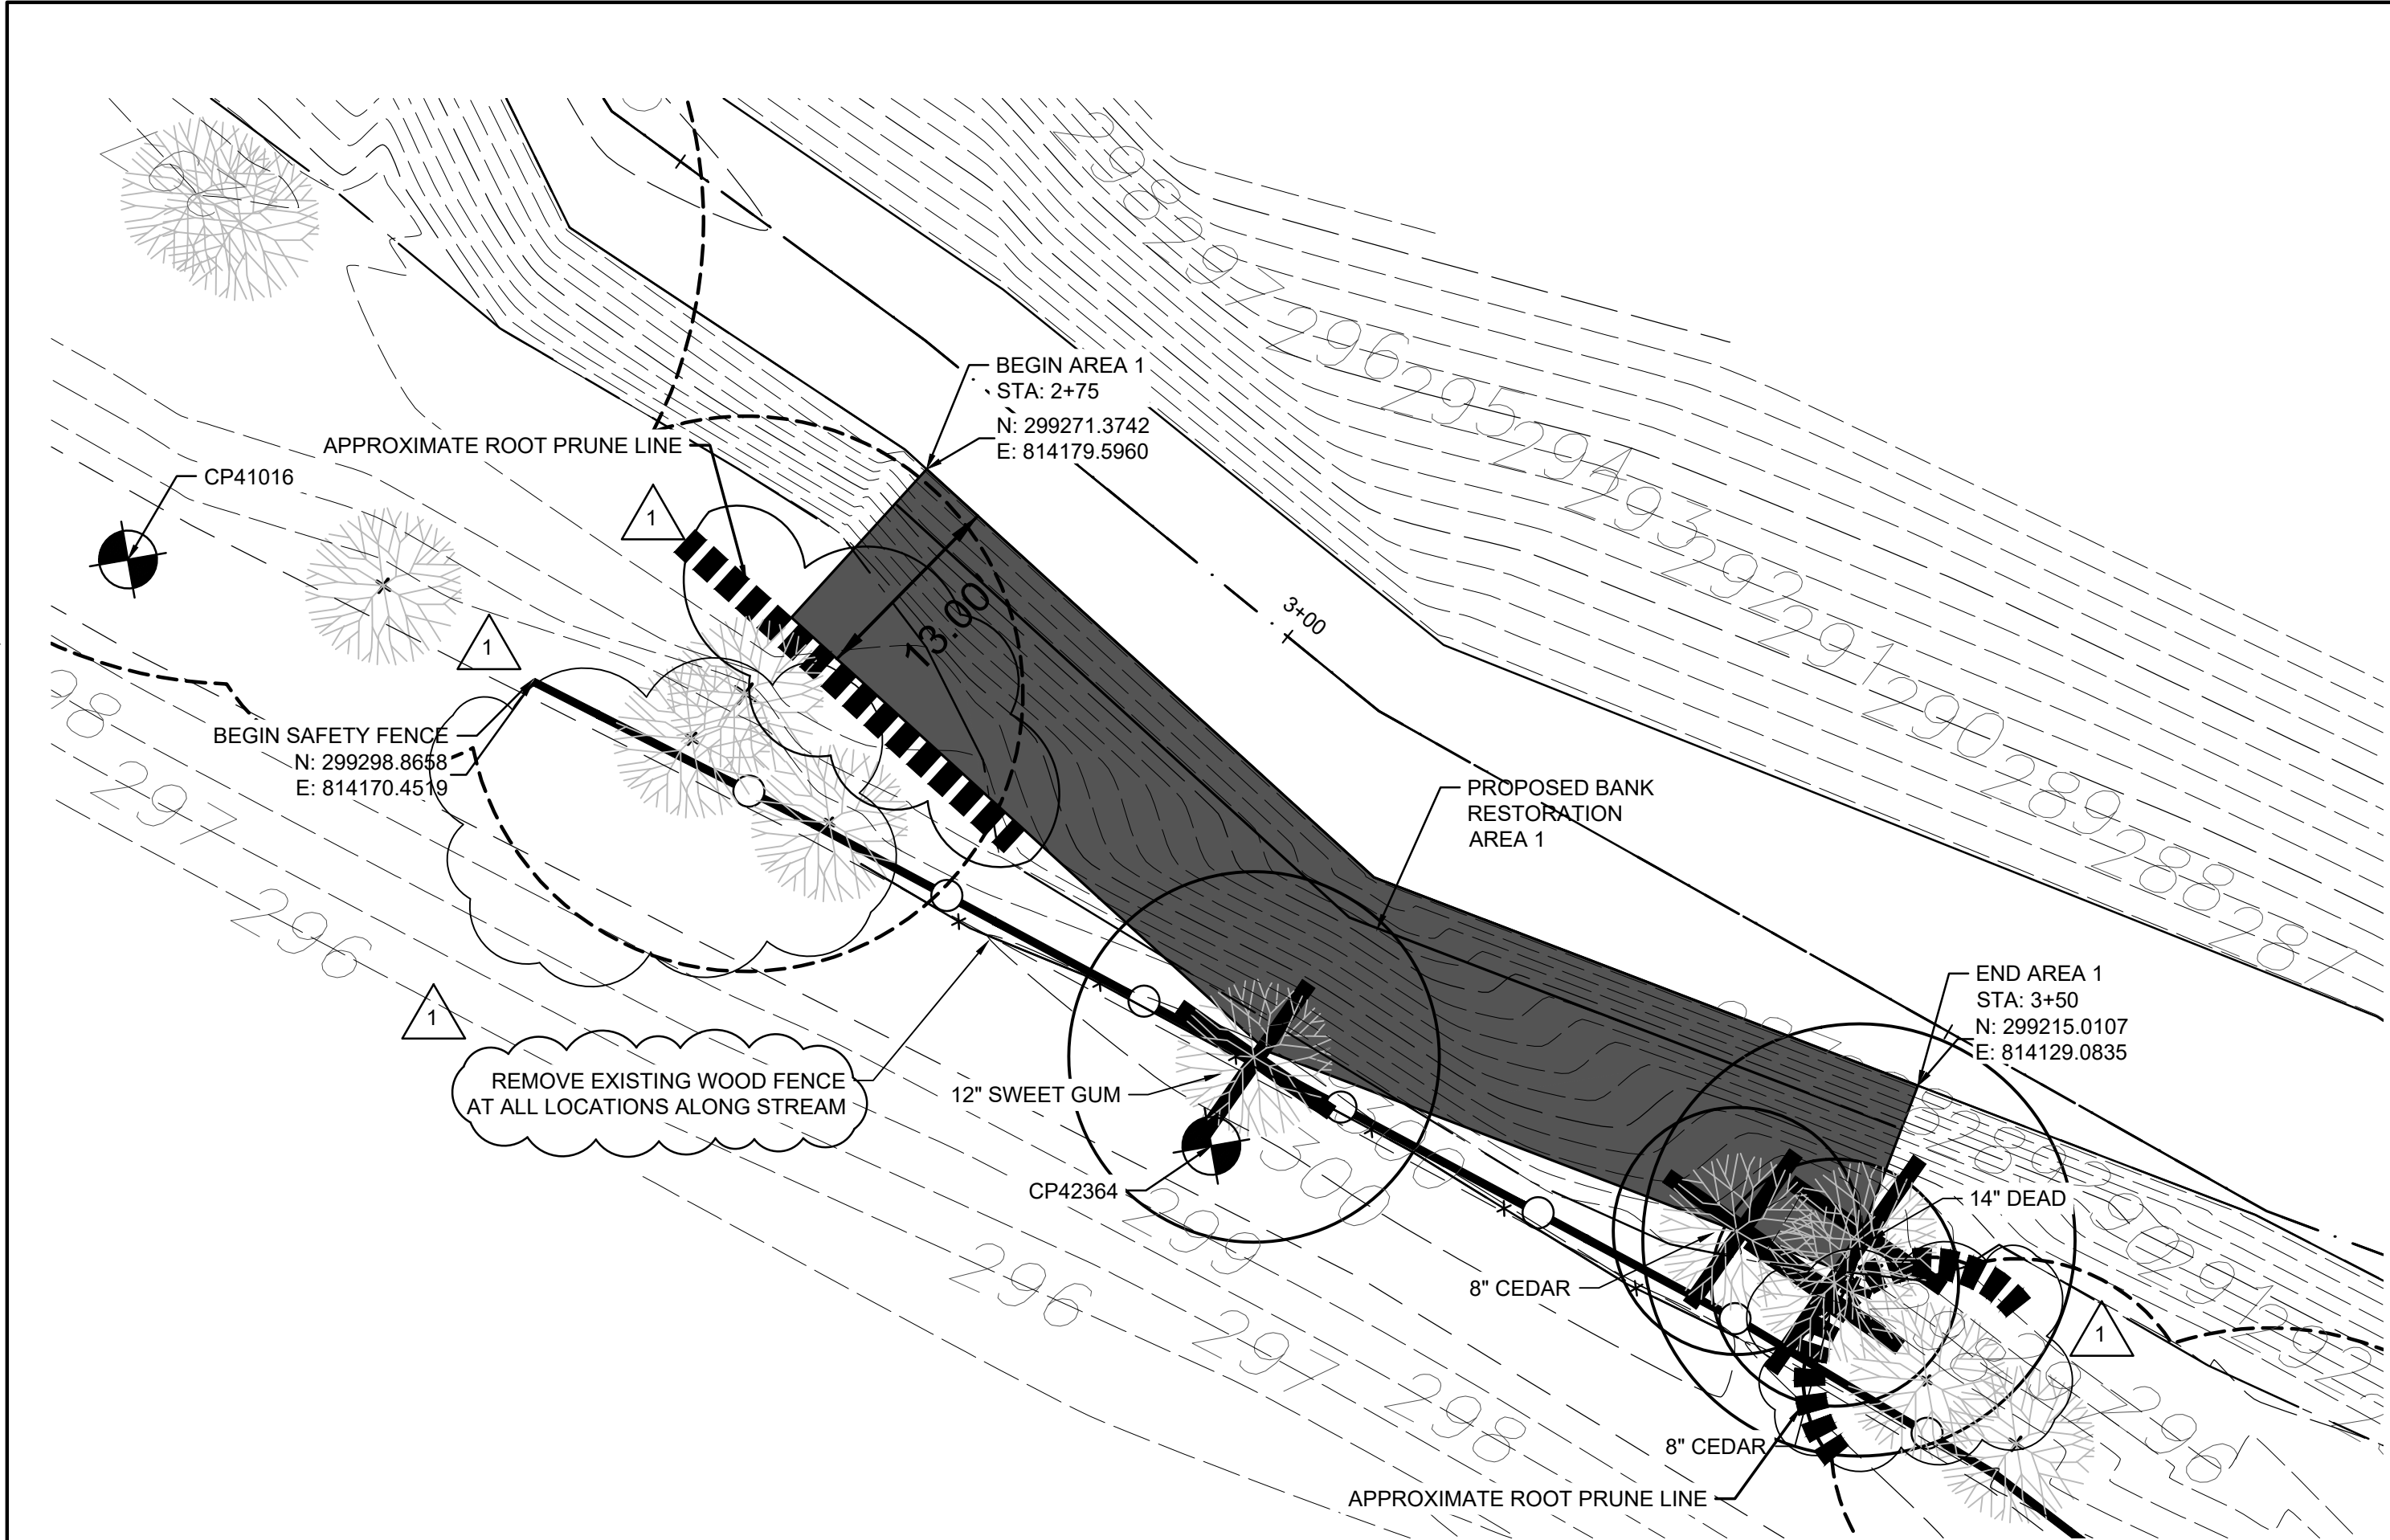 298
297
296
295
294
293
292
291
290
289
288
287
BEGIN AREA 1
STA: 2+75
N: 299271.3742
E: 814179.5960
APPROXIMATE ROOT PRUNE LINE
CP41016
1
13.00
3+00
1
98
BEGIN SAFETY FENCE
N: 299298.8658
E: 814170.4519
297
296
PROPOSED BANK
RESTORATION
AREA 1
END AREA 1
STA: 3+50
N: 299215.0107
E: 814129.0835
1
REMOVE EXISTING WOOD FENCE
AT ALL LOCATIONS ALONG STREAM
12" SWEET GUM
300
CP42364
299
296
297
298
14" DEAD
8" CEDAR
1
296
8" CEDAR
APPROXIMATE ROOT PRUNE LINE